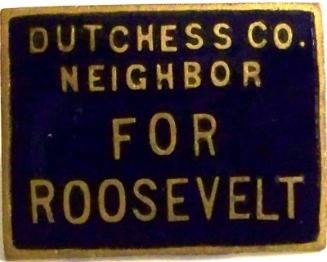 DUTCHESS CO.
NEIGHBOR
FOR
ROOSEVELT